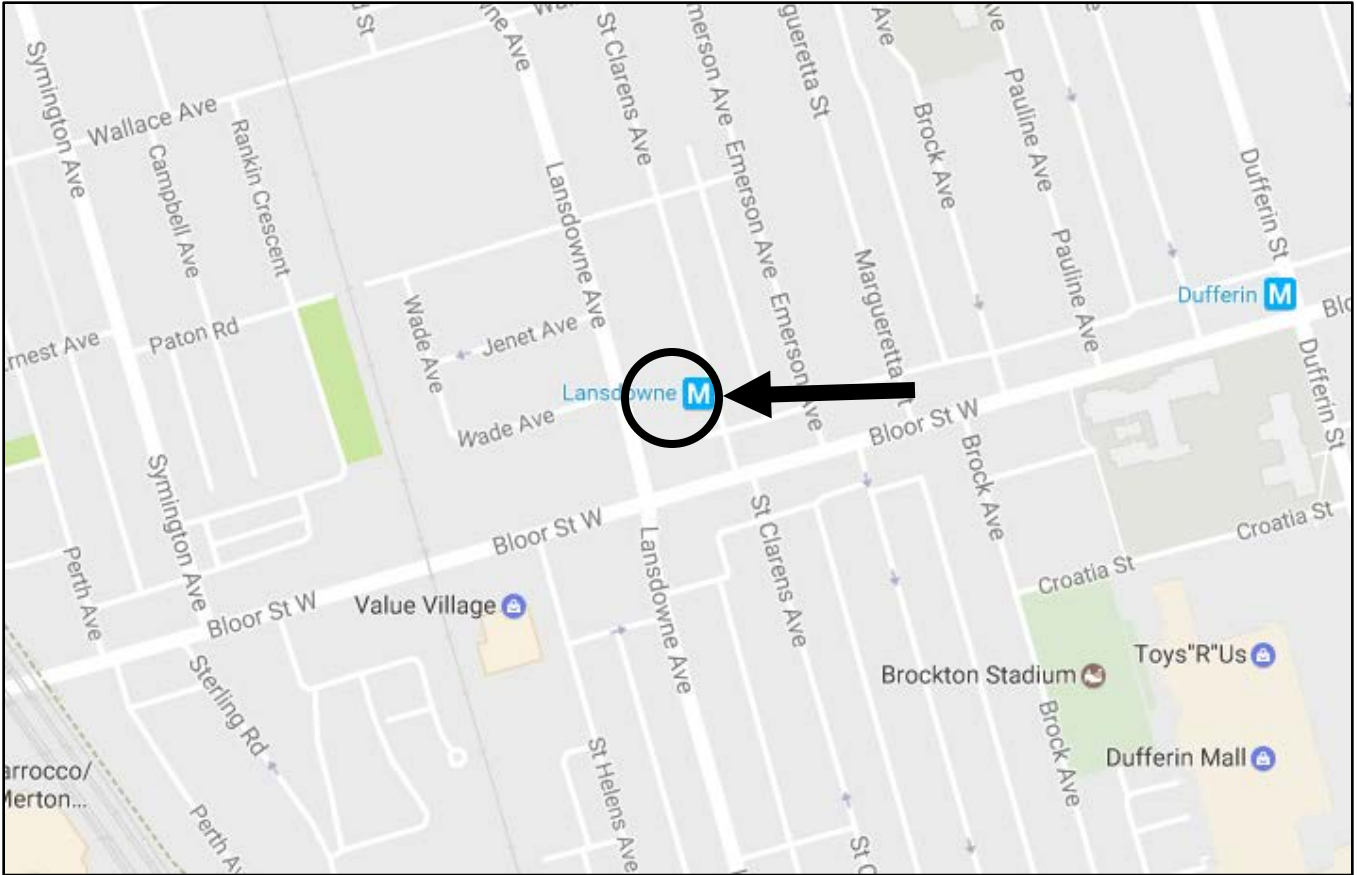 Symington Ave
Wallace Ave
Campbell Ave
Rankin Crescent
Lansdowne Ave
St Clarens Ave
Emerson Ave
Emerson Ave
Emerson Ave
Margueretta St
Brock Ave
Pauline Ave
Pauline Ave
Dufferin St
Dufferin M
Paton Rd
Wade Ave
Jenet Ave
Lansdowne M
Wade Ave
Bloor St W
Dufferin St
Symington Ave
Bloor St W
Lansdowne Ave
St Clarens Ave
Brock Ave
Croatia St
Croatia St
Perth Ave
Bloor St W
Value Village
Sterling Rd
Brockton Stadium
Toys"R"Us
St Helens Ave
Brock Ave
Dufferin Mall